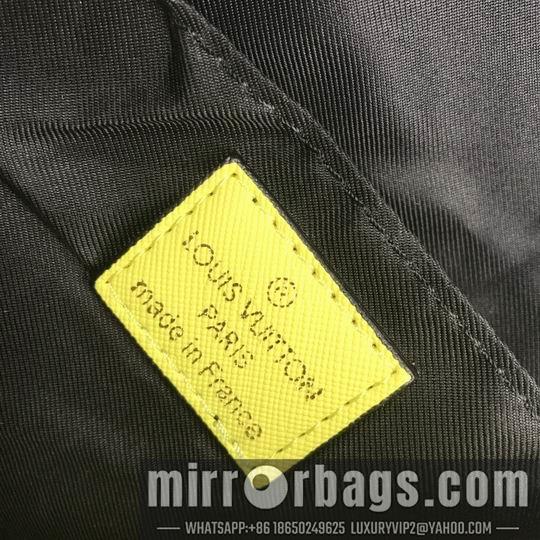 ®
LOUIS VUITTON
PARIS
made in France
mirrorbags.com
WHATSAPP:+86 18650249625 LUXURYVIP2@YAHOO.COM